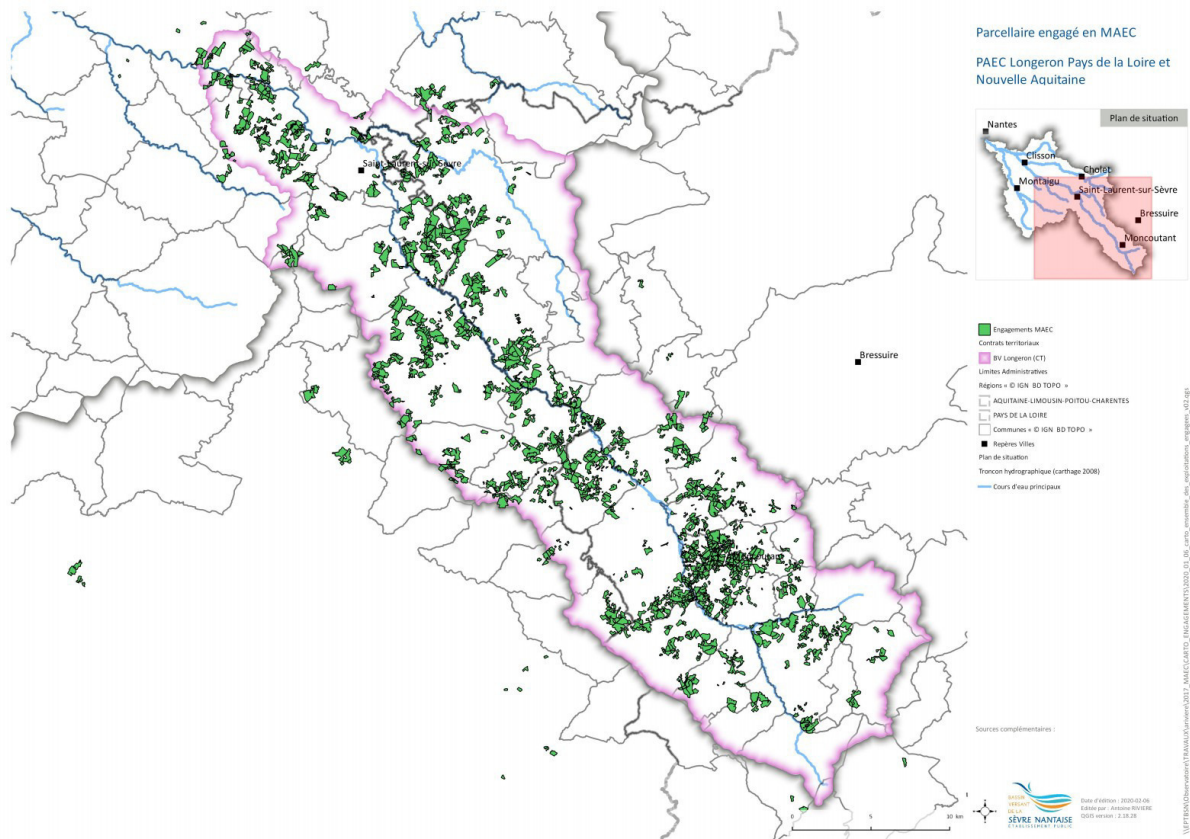 Parcellaire engagé en MAEC
PAEC Longeron Pays de la Loire et
Nouvelle Aquitaine
Plan de situation
Nantes
Clisson
Cholet
Montaigu
Saint-Laurent-sur-Sèvre
Bressuire
Moncoutant
Saint-Laurent-sur-Sèvre
Bressuire
Engagements MAEC
Contrats territoriaux
BV Longeron (CT)
Limites Administratives
Régions « © IGN BD TOPO »
AQUITAINE-LIMOUSIN-POITOU-CHARENTES
PAYS DE LA LOIRE
Communes « © IGN BD TOPO »
Repères Villes
Plan de situation
Troncon hydrographique (carthage 2008)
Cours d'eau principaux
Sources complémentaires :
BASSIN
VERSANT
DE LA
SÈVRE NANTAISE
ÉTABLISSEMENT PUBLIC
Date d'édition : 2020-02-06
Editée par : Antoine RIVIERE
QGIS version : 2.18.28
0 5 10 km